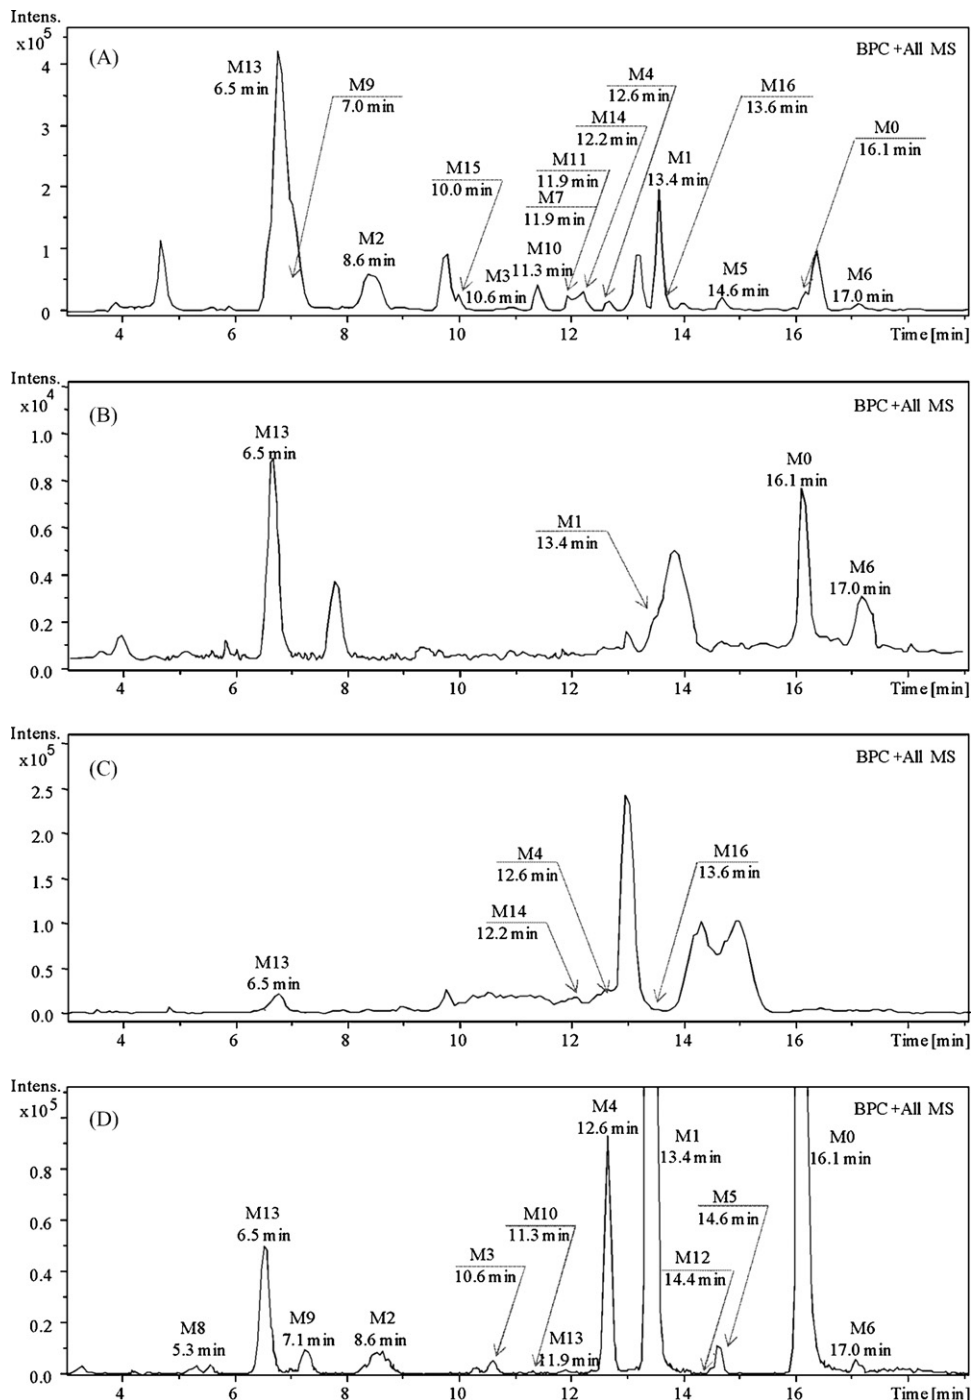 Intens.
x10^5
(A)
BPC +All MS
M13
6.5 min
M9
7.0 min
M2
8.6 min
M15
10.0 min
M3
10.6 min
M10
11.3 min
M11
11.9 min
M7
11.9 min
M14
12.2 min
M4
12.6 min
M1
13.4 min
M16
13.6 min
M5
14.6 min
M0
16.1 min
M6
17.0 min
4
3
2
1
0
4 6 8 10 12 14 16 Time [min]
Intens.
x10^4
(B)
BPC +All MS
M13
6.5 min
M1
13.4 min
M0
16.1 min
M6
17.0 min
1.0
0.8
0.6
0.4
0.2
0.0
4 6 8 10 12 14 16 Time [min]
Intens.
x10^5
(C)
BPC +All MS
M13
6.5 min
M14
12.2 min
M4
12.6 min
M16
13.6 min
2.5
2.0
1.5
1.0
0.5
0.0
4 6 8 10 12 14 16 Time [min]
Intens.
x10^5
(D)
BPC +All MS
M8
5.3 min
M13
6.5 min
M9
7.1 min
M2
8.6 min
M3
10.6 min
M10
11.3 min
M13
11.9 min
M4
12.6 min
M1
13.4 min
M12
14.4 min
M5
14.6 min
M0
16.1 min
M6
17.0 min
0.8
0.6
0.4
0.2
0.0
4 6 8 10 12 14 16 Time [min]